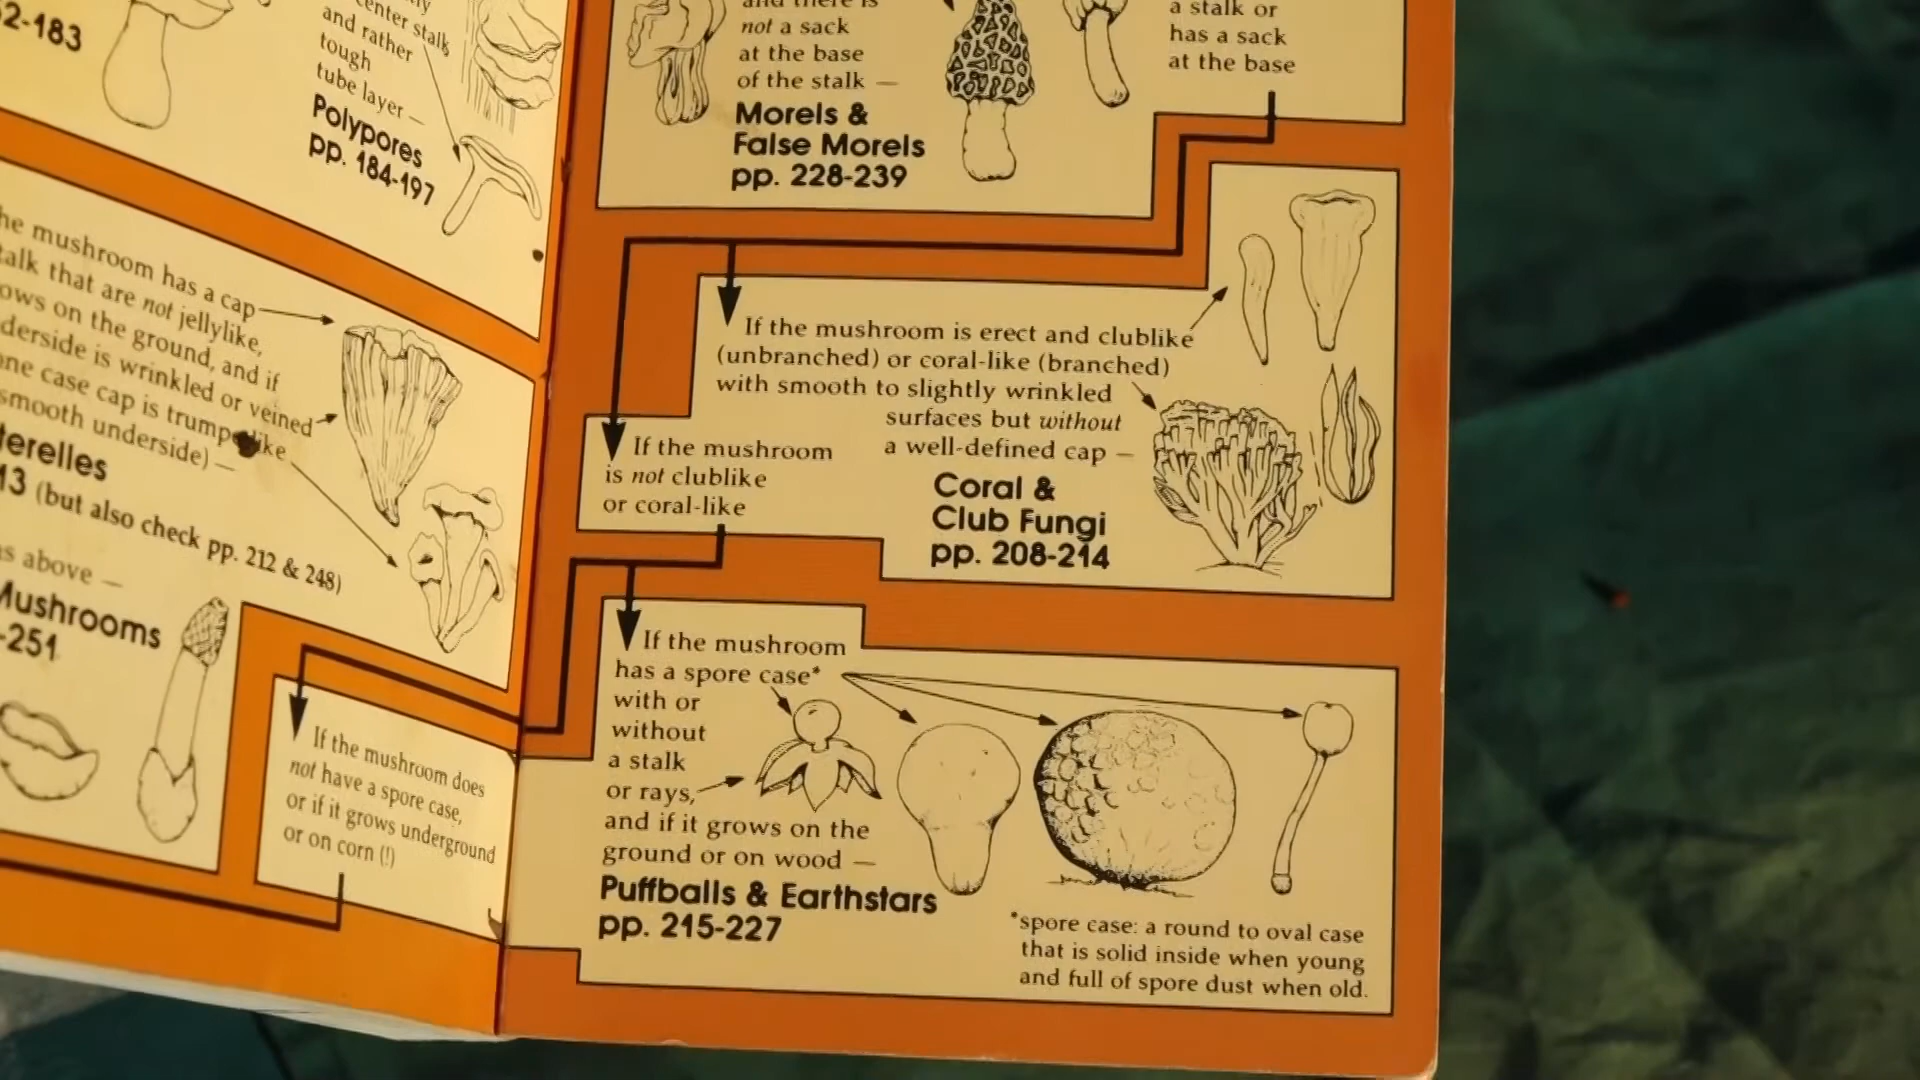 2-183
center stalk
and rather
tough
tube layer —
Polypores
pp. 184-197
mushroom has a cap
that are not jellylike,
on the ground, and if
is wrinkled or veined
one case cap is
smooth underside) —
13 (but also check pp. 212 & 248)
as above —
Mushrooms
-251
If the mushroom does
not have a spore case,
or if it grows underground
or on corn (!)
and there is
not a sack
at the base
of the stalk —
Morels &
False Morels
pp. 228-239
a stalk or
has a sack
at the base
If the mushroom is erect and clublike
(unbranched) or coral-like (branched)
with smooth to slightly wrinkled
surfaces but without
a well-defined cap —
Coral &
Club Fungi
pp. 208-214
If the mushroom
is not clublike
or coral-like
If the mushroom
has a spore case*
with or
without
a stalk
or rays,
and if it grows on the
ground or on wood —
Puffballs & Earthstars
pp. 215-227
*spore case: a round to oval case
that is solid inside when young
and full of spore dust when old.